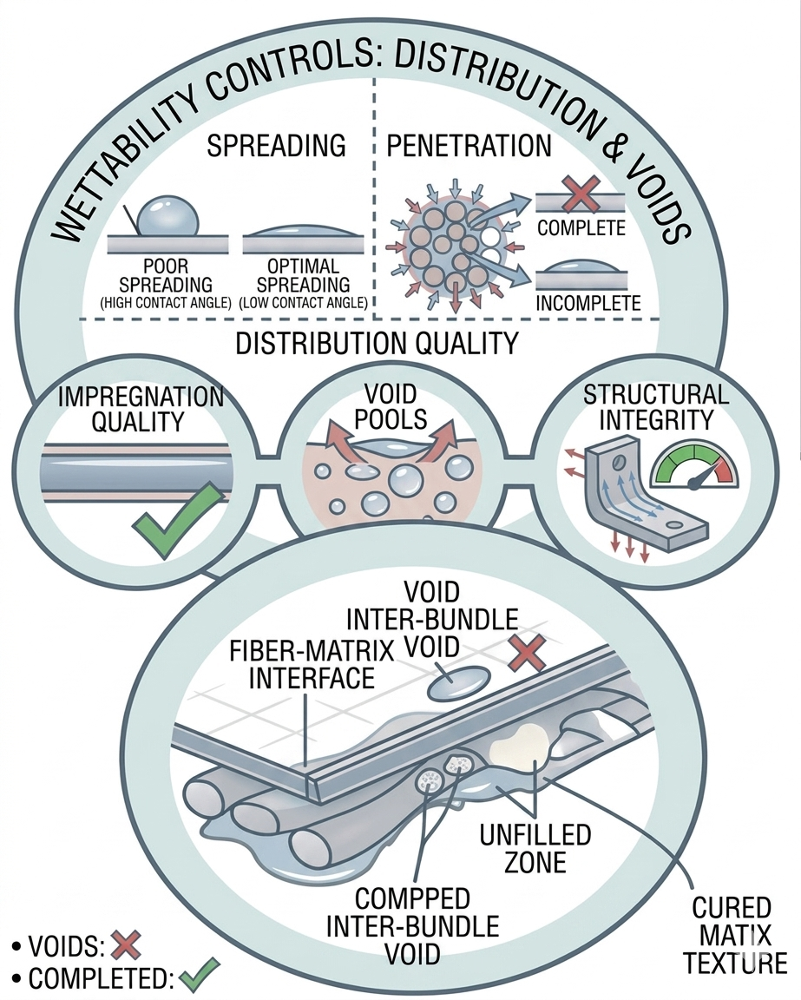 WETTABILITY CONTROLS: DISTRIBUTION & VOIDS
SPREADING
PENETRATION
POOR
SPREADING
(HIGH CONTACT ANGLE)
OPTIMAL
SPREADING
(LOW CONTACT ANGLE)
COMPLETE
INCOMPLETE
DISTRIBUTION QUALITY
IMPREGNATION
QUALITY
VOID
POOLS
STRUCTURAL
INTEGRITY
VOID
INTER-BUNDLE
VOID
FIBER-MATRIX
INTERFACE
UNFILLED
ZONE
COMPPED
INTER-BUNDLE
VOID
CURED
MATIX
TEXTURE
• VOIDS:
• COMPLETED: